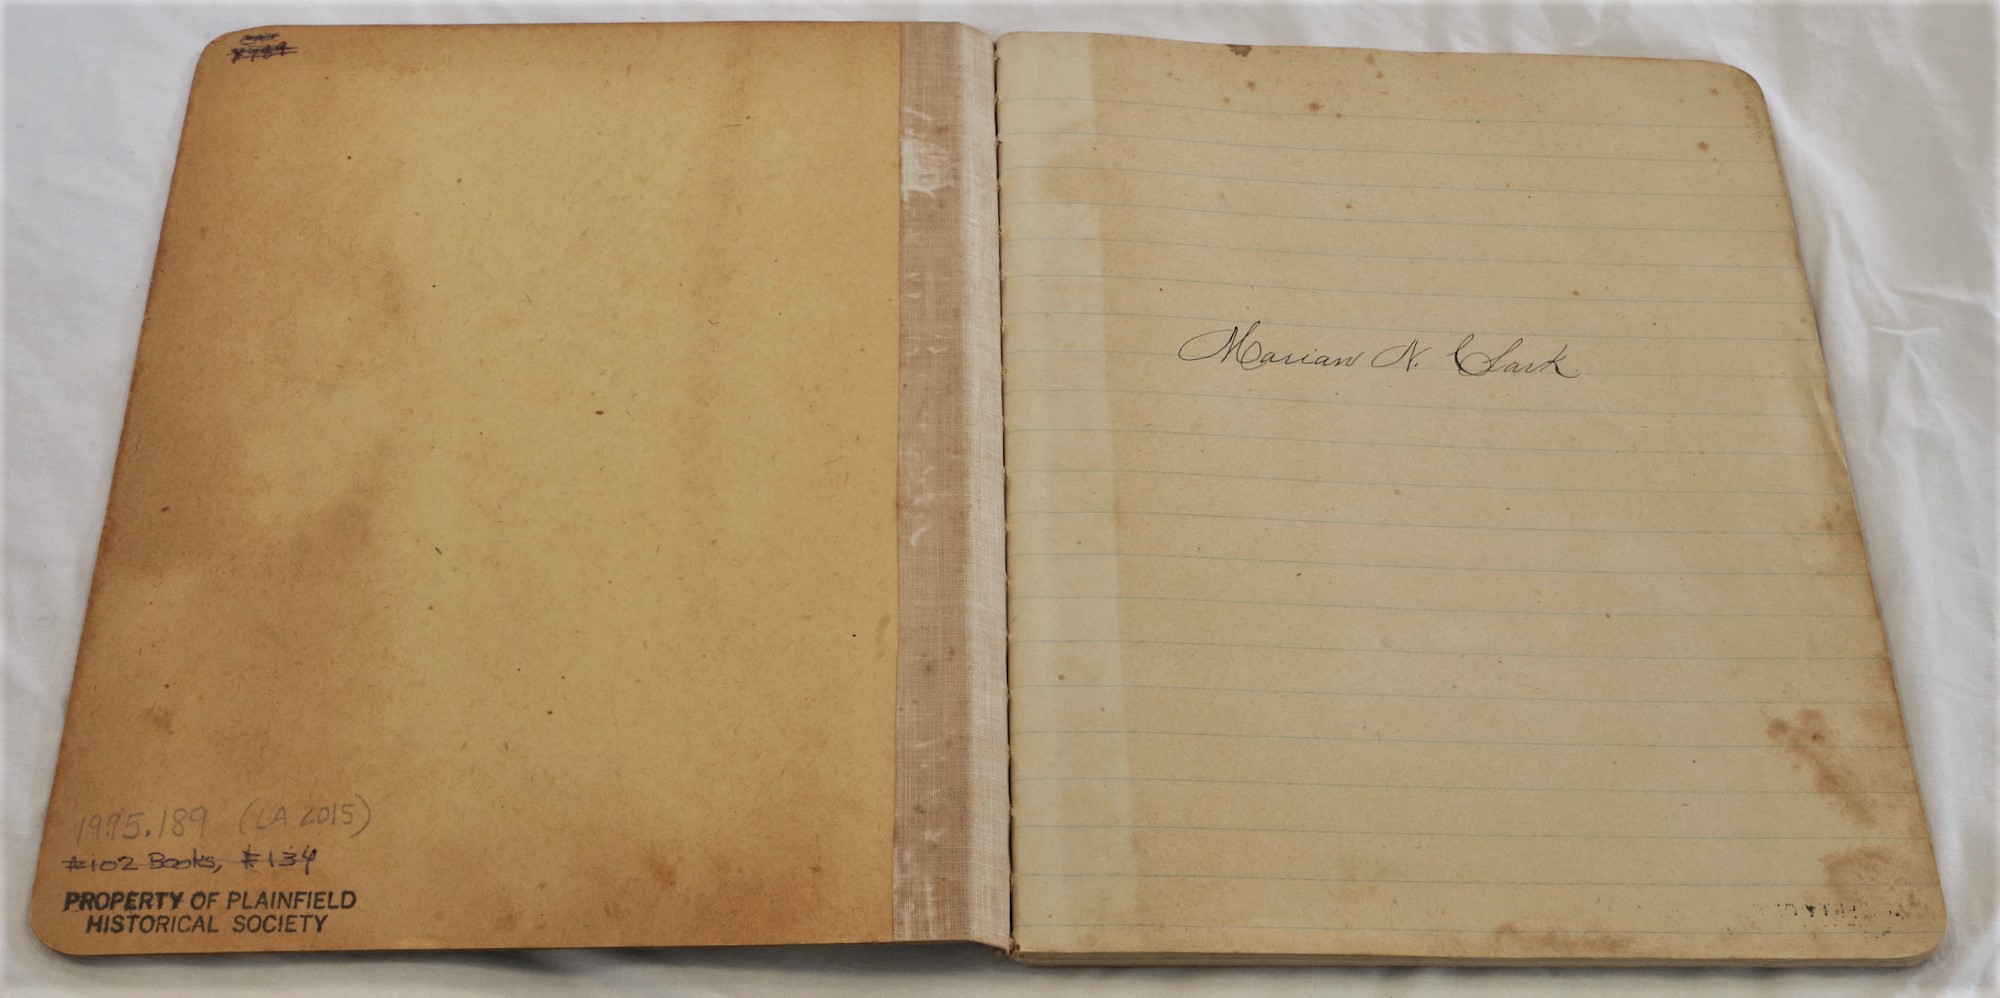 1975.189 (LA 2015)
#102 Books, #134
PROPERTY OF PLAINFIELD
HISTORICAL SOCIETY
Marian N. Clark